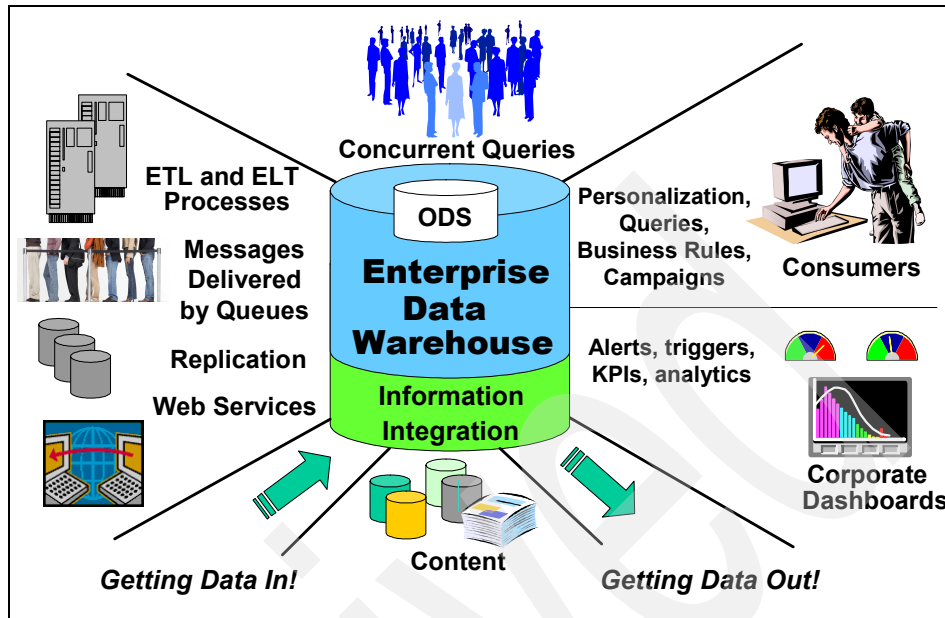 Concurrent Queries
ETL and ELT
Processes
Messages
Delivered
by Queues
Replication
Web Services
ODS
Enterprise
Data
Warehouse
Information
Integration
Personalization,
Queries,
Business Rules,
Campaigns
Consumers
Alerts, triggers,
KPIs, analytics
Corporate
Dashboards
Content
Getting Data In!
Getting Data Out!